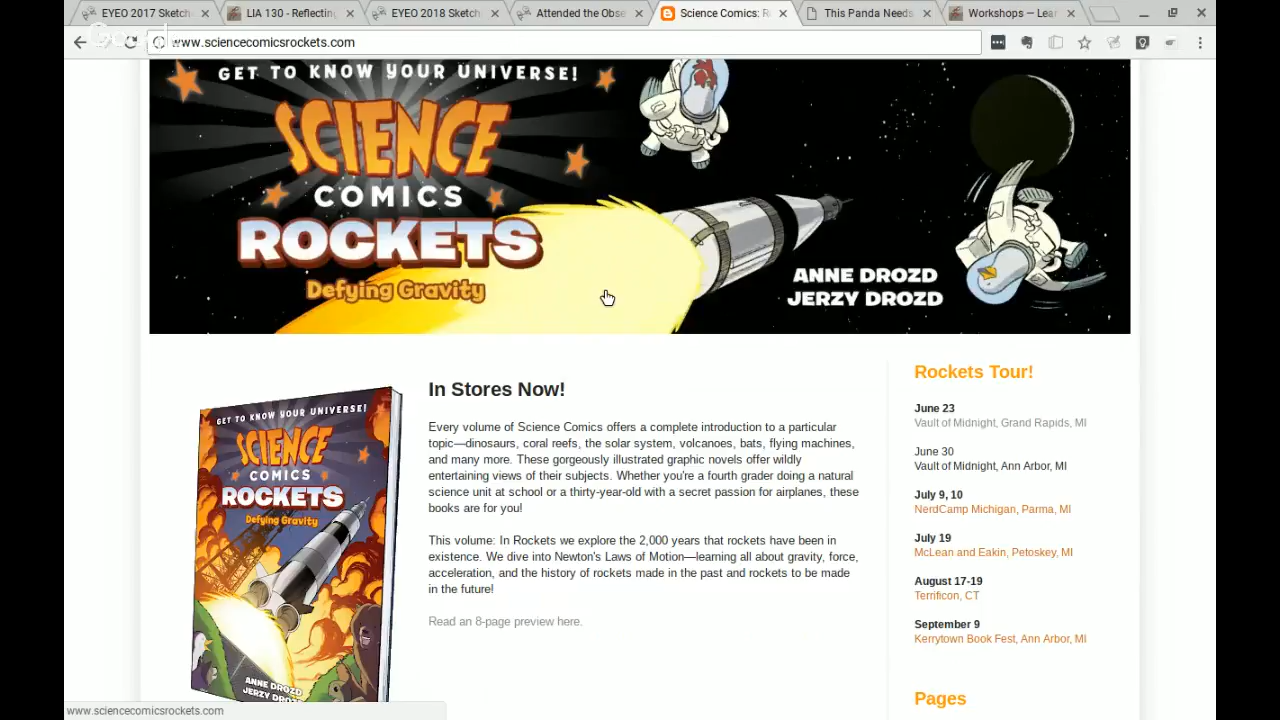 EYEO 2017 Sketch
LIA 130 - Reflectin
EYEO 2018 Sketch
Attended the Obse
Science Comics: R
This Panda Needs
Workshops — Lear
www.sciencecomicsrockets.com
GET TO KNOW YOUR UNIVERSE!
SCIENCE
COMICS
ROCKETS
Defying Gravity
ANNE DROZD
JERZY DROZD
GET TO KNOW YOUR UNIVERSE!
SCIENCE
COMICS
ROCKETS
Defying Gravity
ANNE DROZD
JERZY DROZD
In Stores Now!
Every volume of Science Comics offers a complete introduction to a particular
topic—dinosaurs, coral reefs, the solar system, volcanoes, bats, flying machines,
and many more. These gorgeously illustrated graphic novels offer wildly
entertaining views of their subjects. Whether you're a fourth grader doing a natural
science unit at school or a thirty-year-old with a secret passion for airplanes, these
books are for you!
This volume: In Rockets we explore the 2,000 years that rockets have been in
existence. We dive into Newton's Laws of Motion—learning all about gravity, force,
acceleration, and the history of rockets made in the past and rockets to be made
in the future!
Read an 8-page preview here.
Rockets Tour!
June 23
Vault of Midnight, Grand Rapids, MI
June 30
Vault of Midnight, Ann Arbor, MI
July 9, 10
NerdCamp Michigan, Parma, MI
July 19
McLean and Eakin, Petoskey, MI
August 17-19
Terrificon, CT
September 9
Kerrytown Book Fest, Ann Arbor, MI
Pages
www.sciencecomicsrockets.com